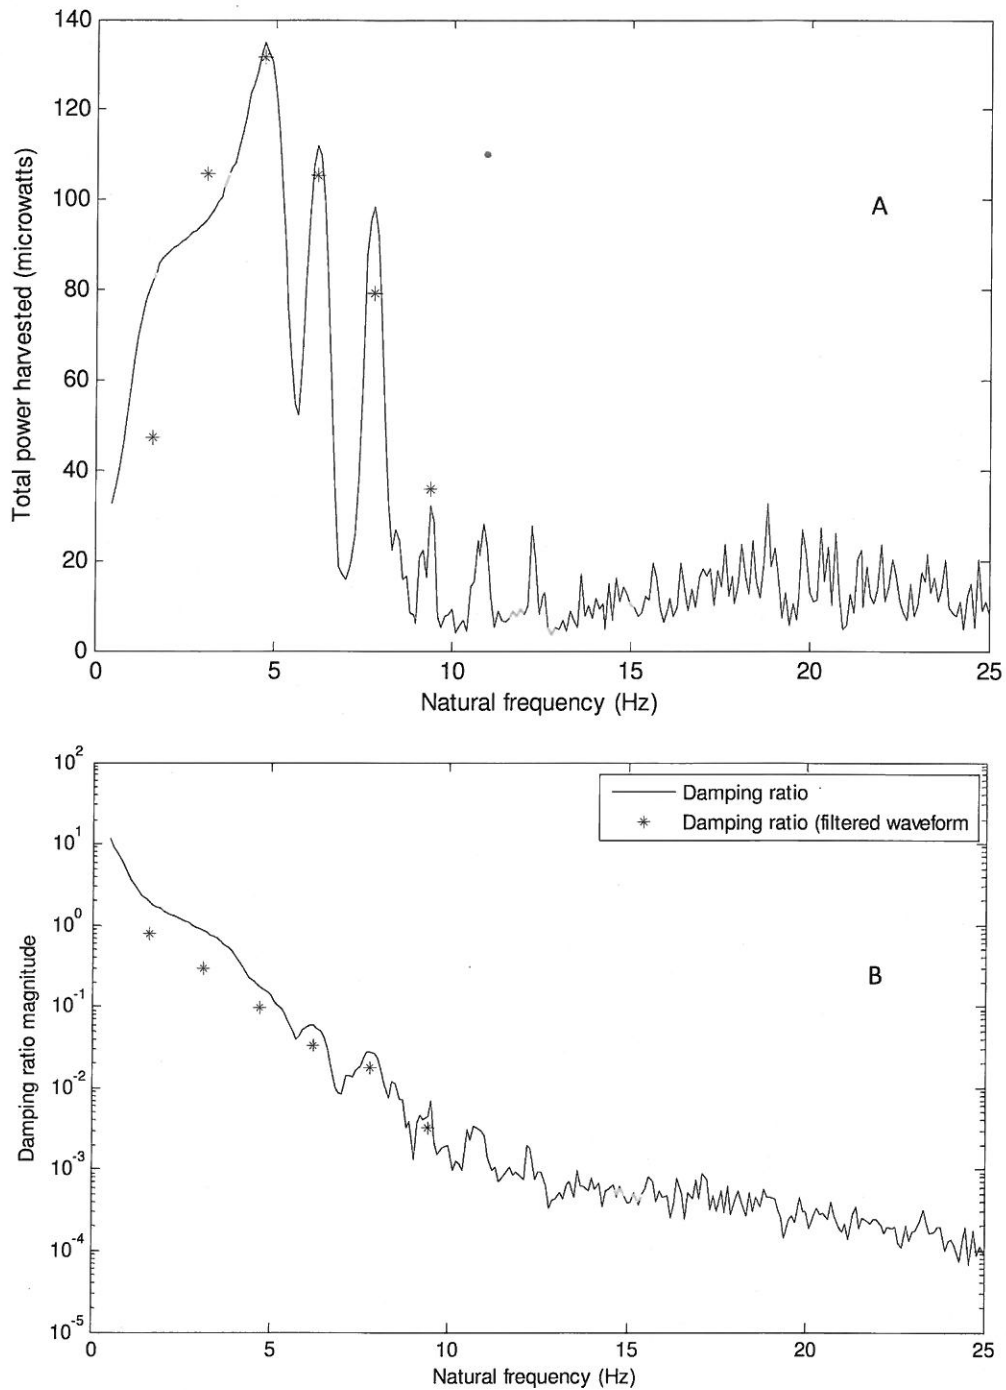 140
120
100
80
60
40
20
0
Total power harvested (microwatts)
A
0 5 10 15 20 25
Natural frequency (Hz)
10^2
10^1
10^0
10^-1
10^-2
10^-3
10^-4
10^-5
Damping ratio magnitude
Damping ratio
Damping ratio (filtered waveform
B
0 5 10 15 20 25
Natural frequency (Hz)